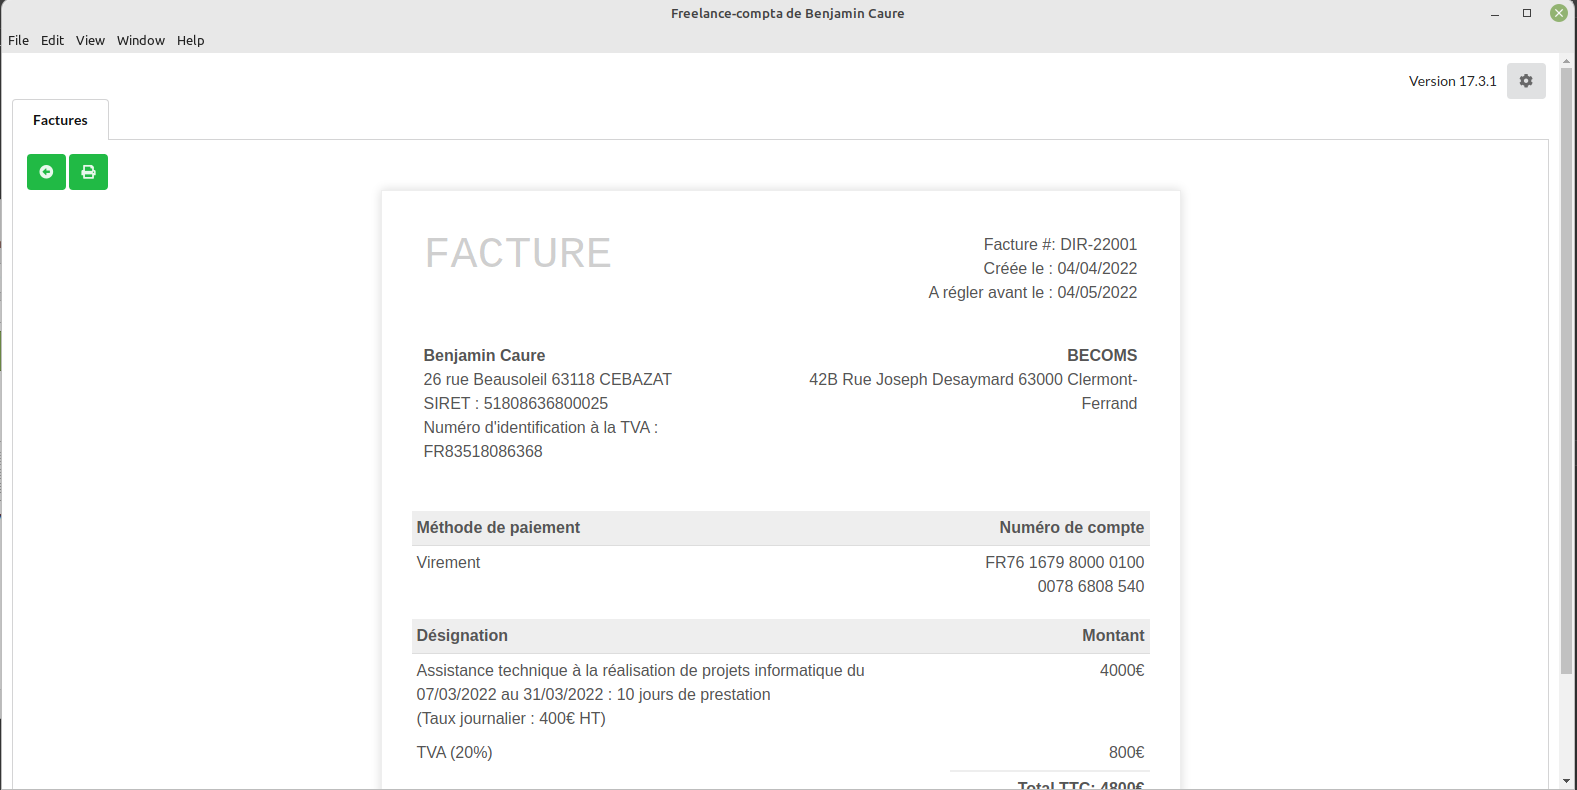 Freelance-compta de Benjamin Caure
File Edit View Window Help
Version 17.3.1
Factures
FACTURE
Facture #: DIR-22001
Créée le : 04/04/2022
A régler avant le : 04/05/2022
Benjamin Caure
26 rue Beausoleil 63118 CEBAZAT
SIRET : 51808636800025
Numéro d'identification à la TVA :
FR83518086368
BECOMS
42B Rue Joseph Desaymard 63000 Clermont-
Ferrand
Méthode de paiement Numéro de compte
Virement FR76 1679 8000 0100
0078 6808 540
Désignation Montant
Assistance technique à la réalisation de projets informatique du 4000€
07/03/2022 au 31/03/2022 : 10 jours de prestation
(Taux journalier : 400€ HT)
TVA (20%) 800€
Total TTC: 4800€